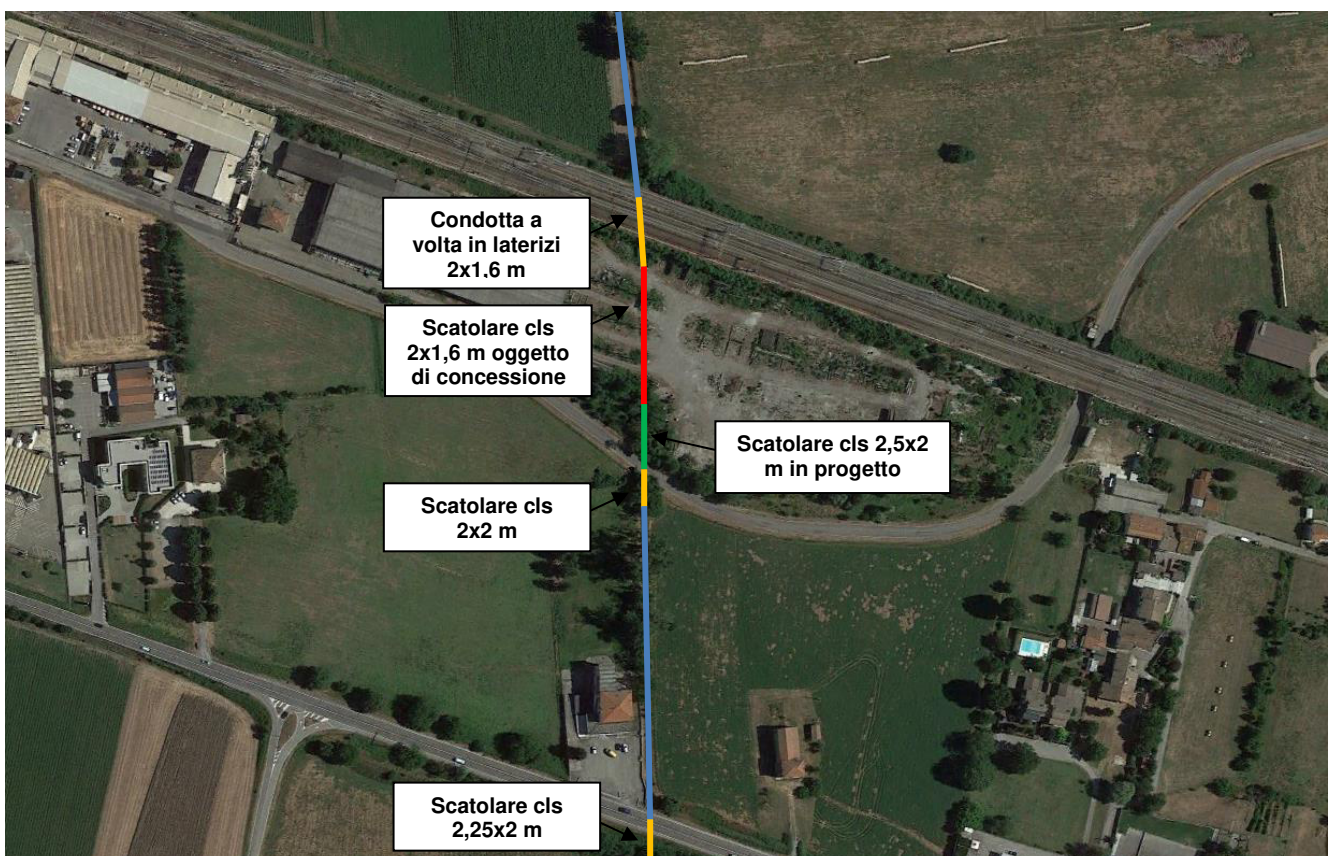 Condotta a
volta in laterizi
2x1,6 m
Scatolare cls
2x1,6 m oggetto
di concessione
Scatolare cls 2,5x2
m in progetto
Scatolare cls
2x2 m
Scatolare cls
2,25x2 m